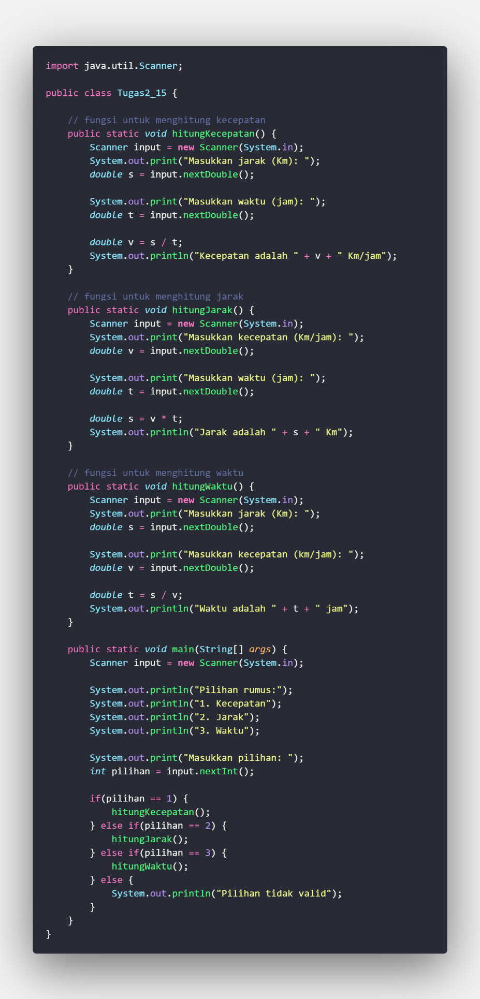 import java.util.Scanner;

public class Tugas2_15 {

    // fungsi untuk menghitung kecepatan
    public static void hitungKecepatan() {
        Scanner input = new Scanner(System.in);
        System.out.print("Masukkan jarak (Km): ");
        double s = input.nextDouble();

        System.out.print("Masukkan waktu (jam): ");
        double t = input.nextDouble();

        double v = s / t;
        System.out.println("Kecepatan adalah " + v + " Km/jam");
    }

    // fungsi untuk menghitung jarak
    public static void hitungJarak() {
        Scanner input = new Scanner(System.in);
        System.out.print("Masukkan kecepatan (Km/jam): ");
        double v = input.nextDouble();

        System.out.print("Masukkan waktu (jam): ");
        double t = input.nextDouble();

        double s = v * t;
        System.out.println("Jarak adalah " + s + " Km");
    }

    // fungsi untuk menghitung waktu
    public static void hitungWaktu() {
        Scanner input = new Scanner(System.in);
        System.out.print("Masukkan jarak (Km): ");
        double s = input.nextDouble();

        System.out.print("Masukkan kecepatan (km/jam): ");
        double v = input.nextDouble();

        double t = s / v;
        System.out.println("Waktu adalah " + t + " jam");
    }

    public static void main(String[] args) {
        Scanner input = new Scanner(System.in);

        System.out.println("Pilihan rumus:");
        System.out.println("1. Kecepatan");
        System.out.println("2. Jarak");
        System.out.println("3. Waktu");

        System.out.print("Masukkan pilihan: ");
        int pilihan = input.nextInt();

        if(pilihan == 1) {
            hitungKecepatan();
        } else if(pilihan == 2) {
            hitungJarak();
        } else if(pilihan == 3) {
            hitungWaktu();
        } else {
            System.out.println("Pilihan tidak valid");
        }
    }
}